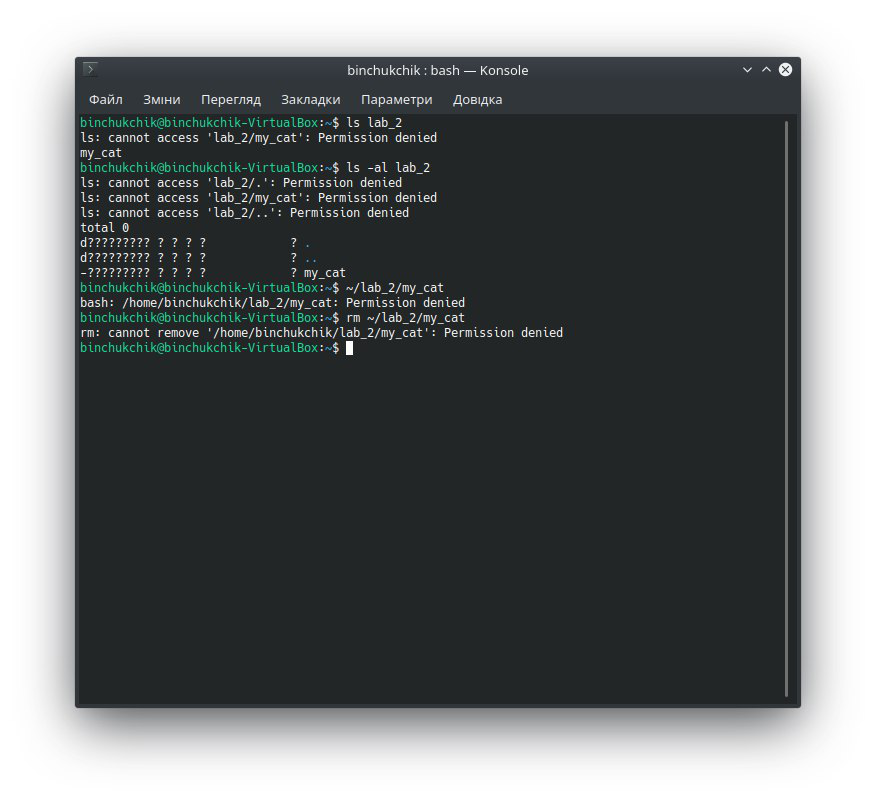 binchukchik : bash — Konsole
Файл Зміни Перегляд Закладки Параметри Довідка
binchukchik@binchukchik-VirtualBox:~$ ls lab_2
ls: cannot access 'lab_2/my_cat': Permission denied
my_cat
binchukchik@binchukchik-VirtualBox:~$ ls -al lab_2
ls: cannot access 'lab_2/.': Permission denied
ls: cannot access 'lab_2/my_cat': Permission denied
ls: cannot access 'lab_2/..': Permission denied
total 0
d????????? ? ? ? ?            ? .
d????????? ? ? ? ?            ? ..
-????????? ? ? ? ?            ? my_cat
binchukchik@binchukchik-VirtualBox:~$ ~/lab_2/my_cat
bash: /home/binchukchik/lab_2/my_cat: Permission denied
binchukchik@binchukchik-VirtualBox:~$ rm ~/lab_2/my_cat
rm: cannot remove '/home/binchukchik/lab_2/my_cat': Permission denied
binchukchik@binchukchik-VirtualBox:~$